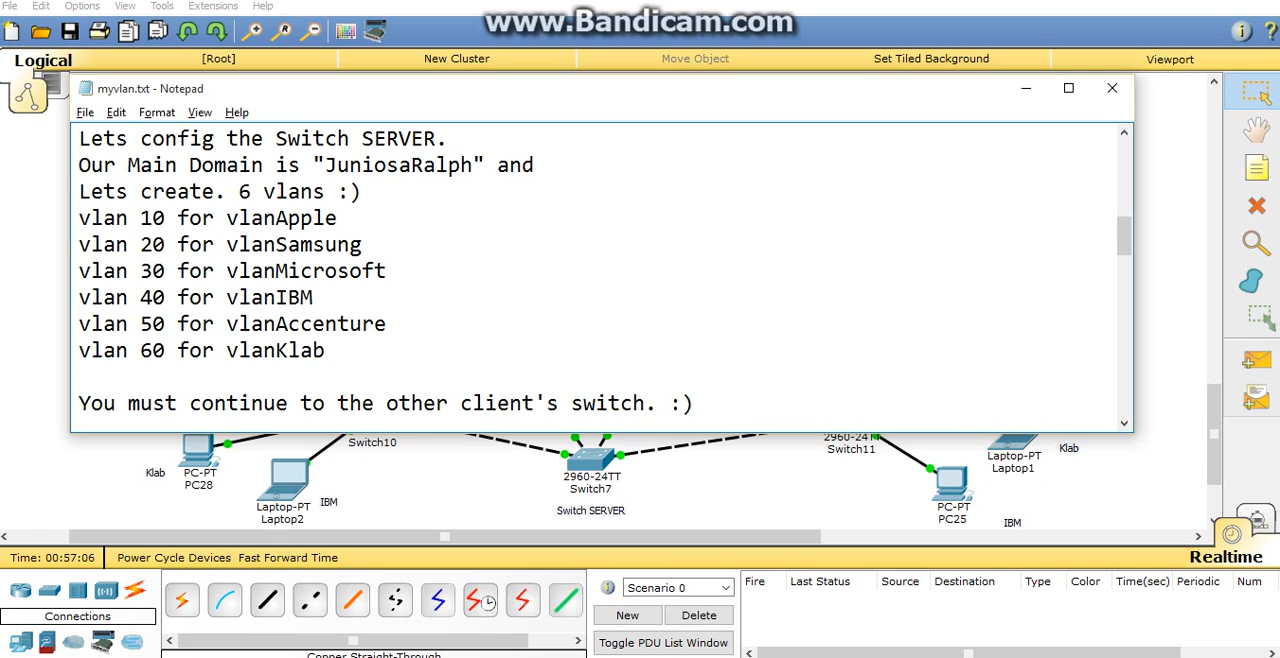 File Edit Options View Tools Extensions Help
www.Bandicam.com
Logical [Root] New Cluster Move Object Set Tiled Background Viewport
myvlan.txt - Notepad
File Edit Format View Help
Lets config the Switch SERVER.
Our Main Domain is "JuniosaRalph" and
Lets create. 6 vlans :)
vlan 10 for vlanApple
vlan 20 for vlanSamsung
vlan 30 for vlanMicrosoft
vlan 40 for vlanIBM
vlan 50 for vlanAccenture
vlan 60 for vlanKlab
You must continue to the other client's switch. :)
Switch10
2960-24TT
Switch11
Klab
PC-PT
PC28
Laptop-PT
Laptop2
IBM
2960-24TT
Switch7
Switch SERVER
Laptop-PT
Laptop1
Klab
PC-PT
PC25
IBM
Time: 00:57:06 Power Cycle Devices Fast Forward Time
Realtime
Connections
Copper Straight-Through
Scenario 0
New Delete
Toggle PDU List Window
Fire Last Status Source Destination Type Color Time(sec) Periodic Num